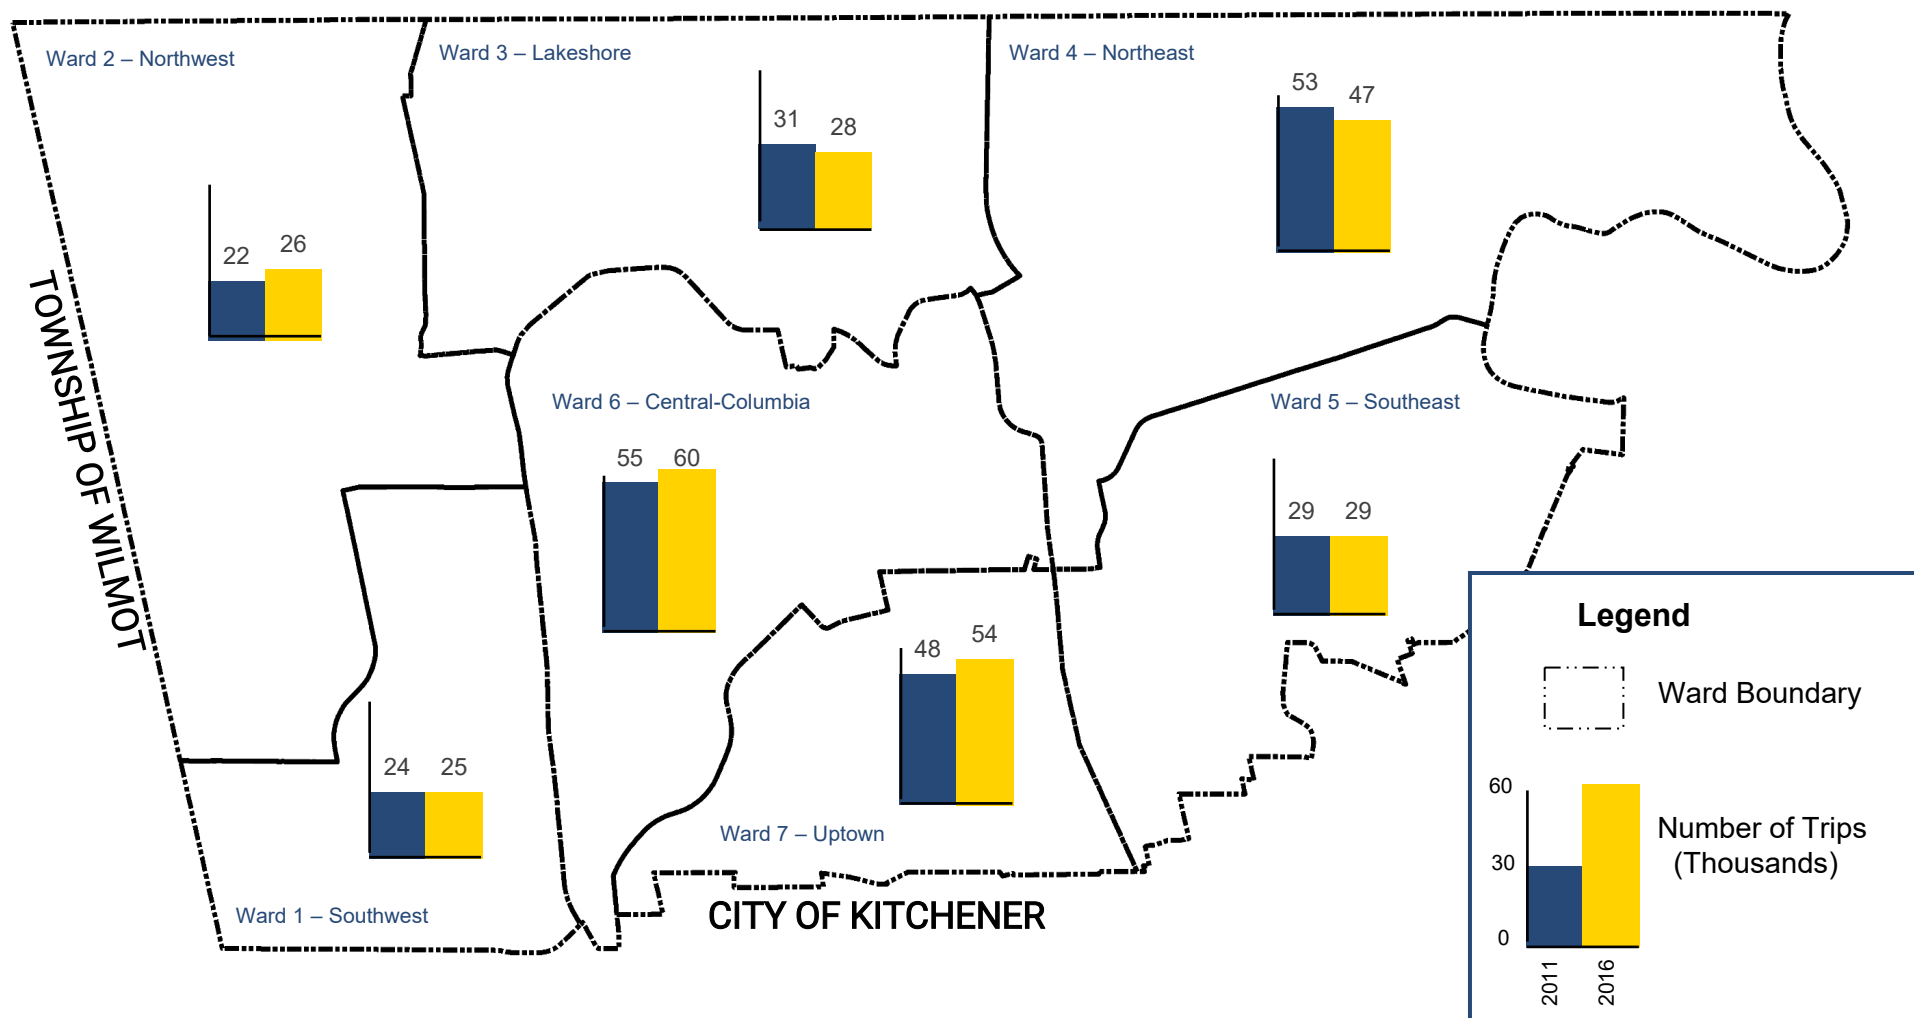 Ward 2 – Northwest
Ward 3 – Lakeshore
Ward 4 – Northeast
53
47
31
28
22
26
TOWNSHIP OF WILMOT
Ward 6 – Central-Columbia
Ward 5 – Southeast
55
60
29
29
48
54
24
25
Ward 7 – Uptown
Ward 1 – Southwest
CITY OF KITCHENER
Legend
Ward Boundary
60
30
0
Number of Trips
(Thousands)
2011
2016